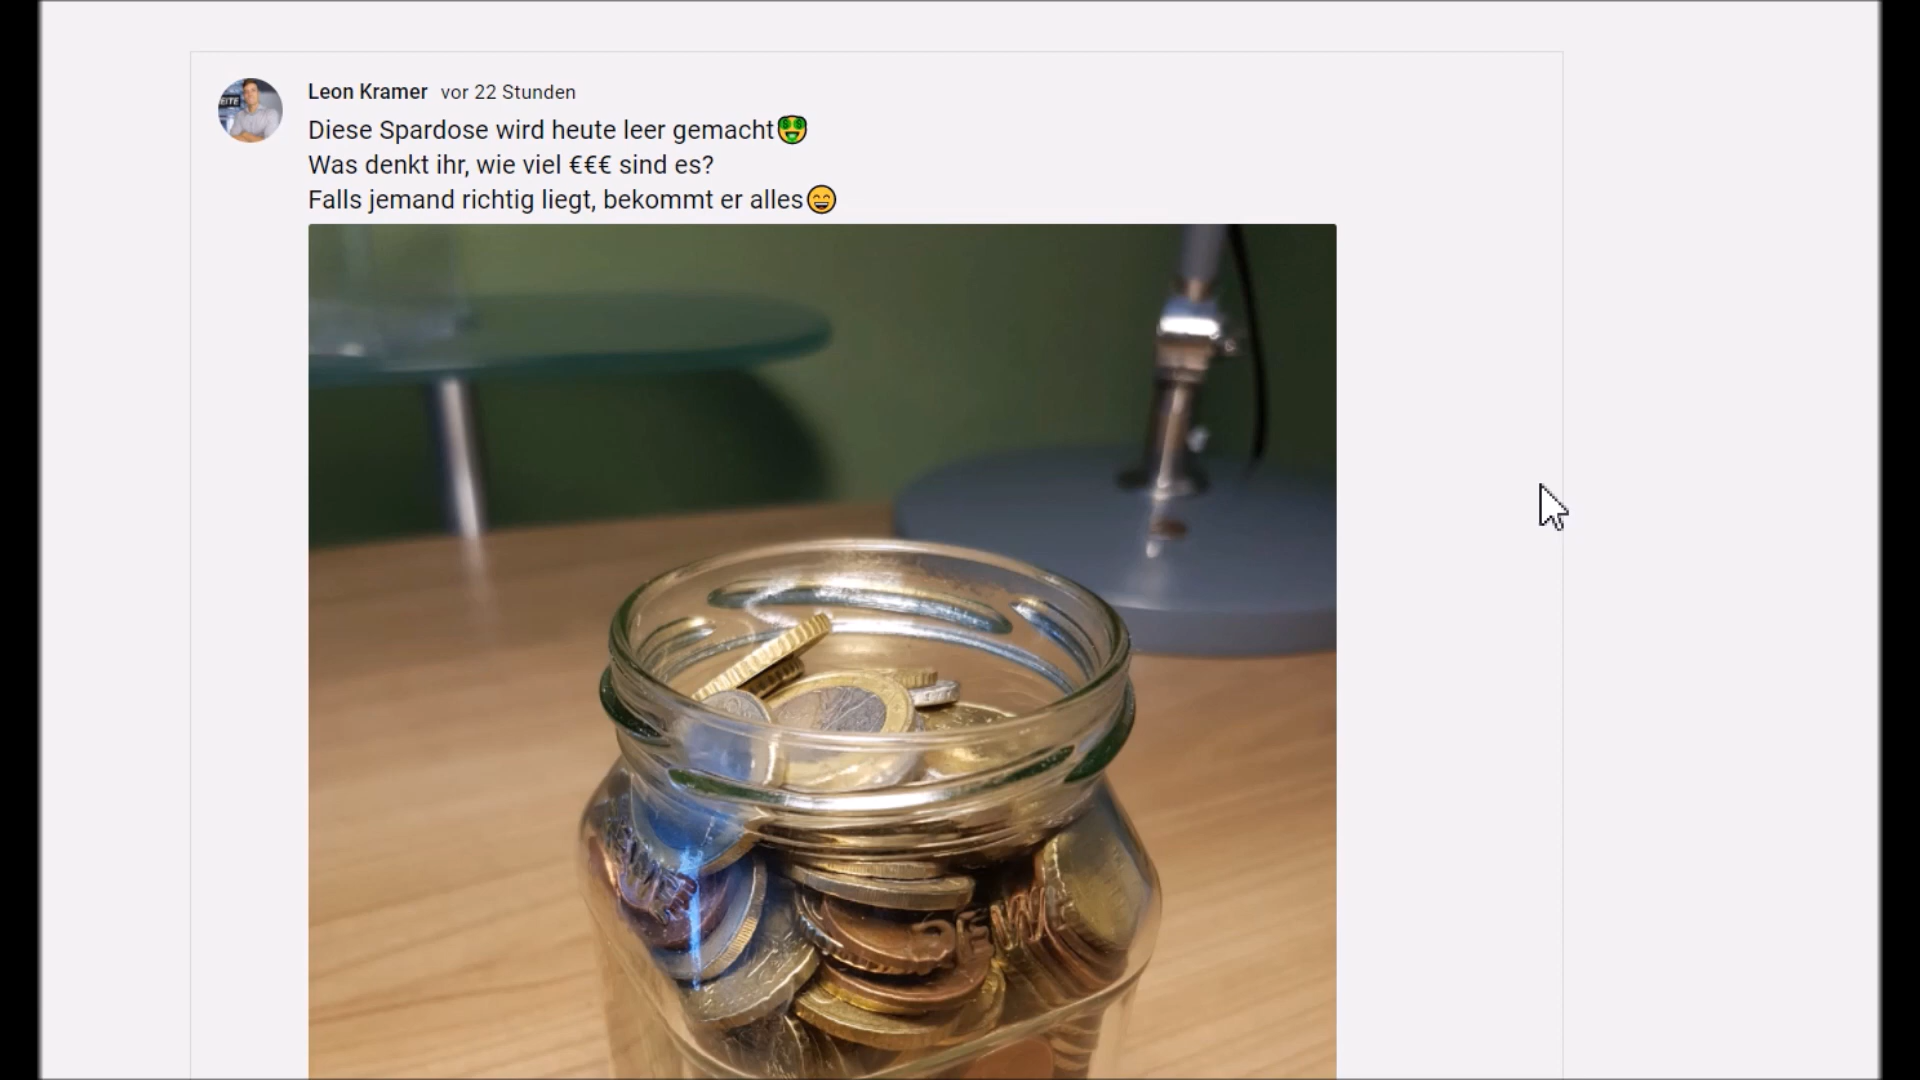 Leon Kramer vor 22 Stunden
Diese Spardose wird heute leer gemacht🤑
Was denkt ihr, wie viel €€€ sind es?
Falls jemand richtig liegt, bekommt er alles😄